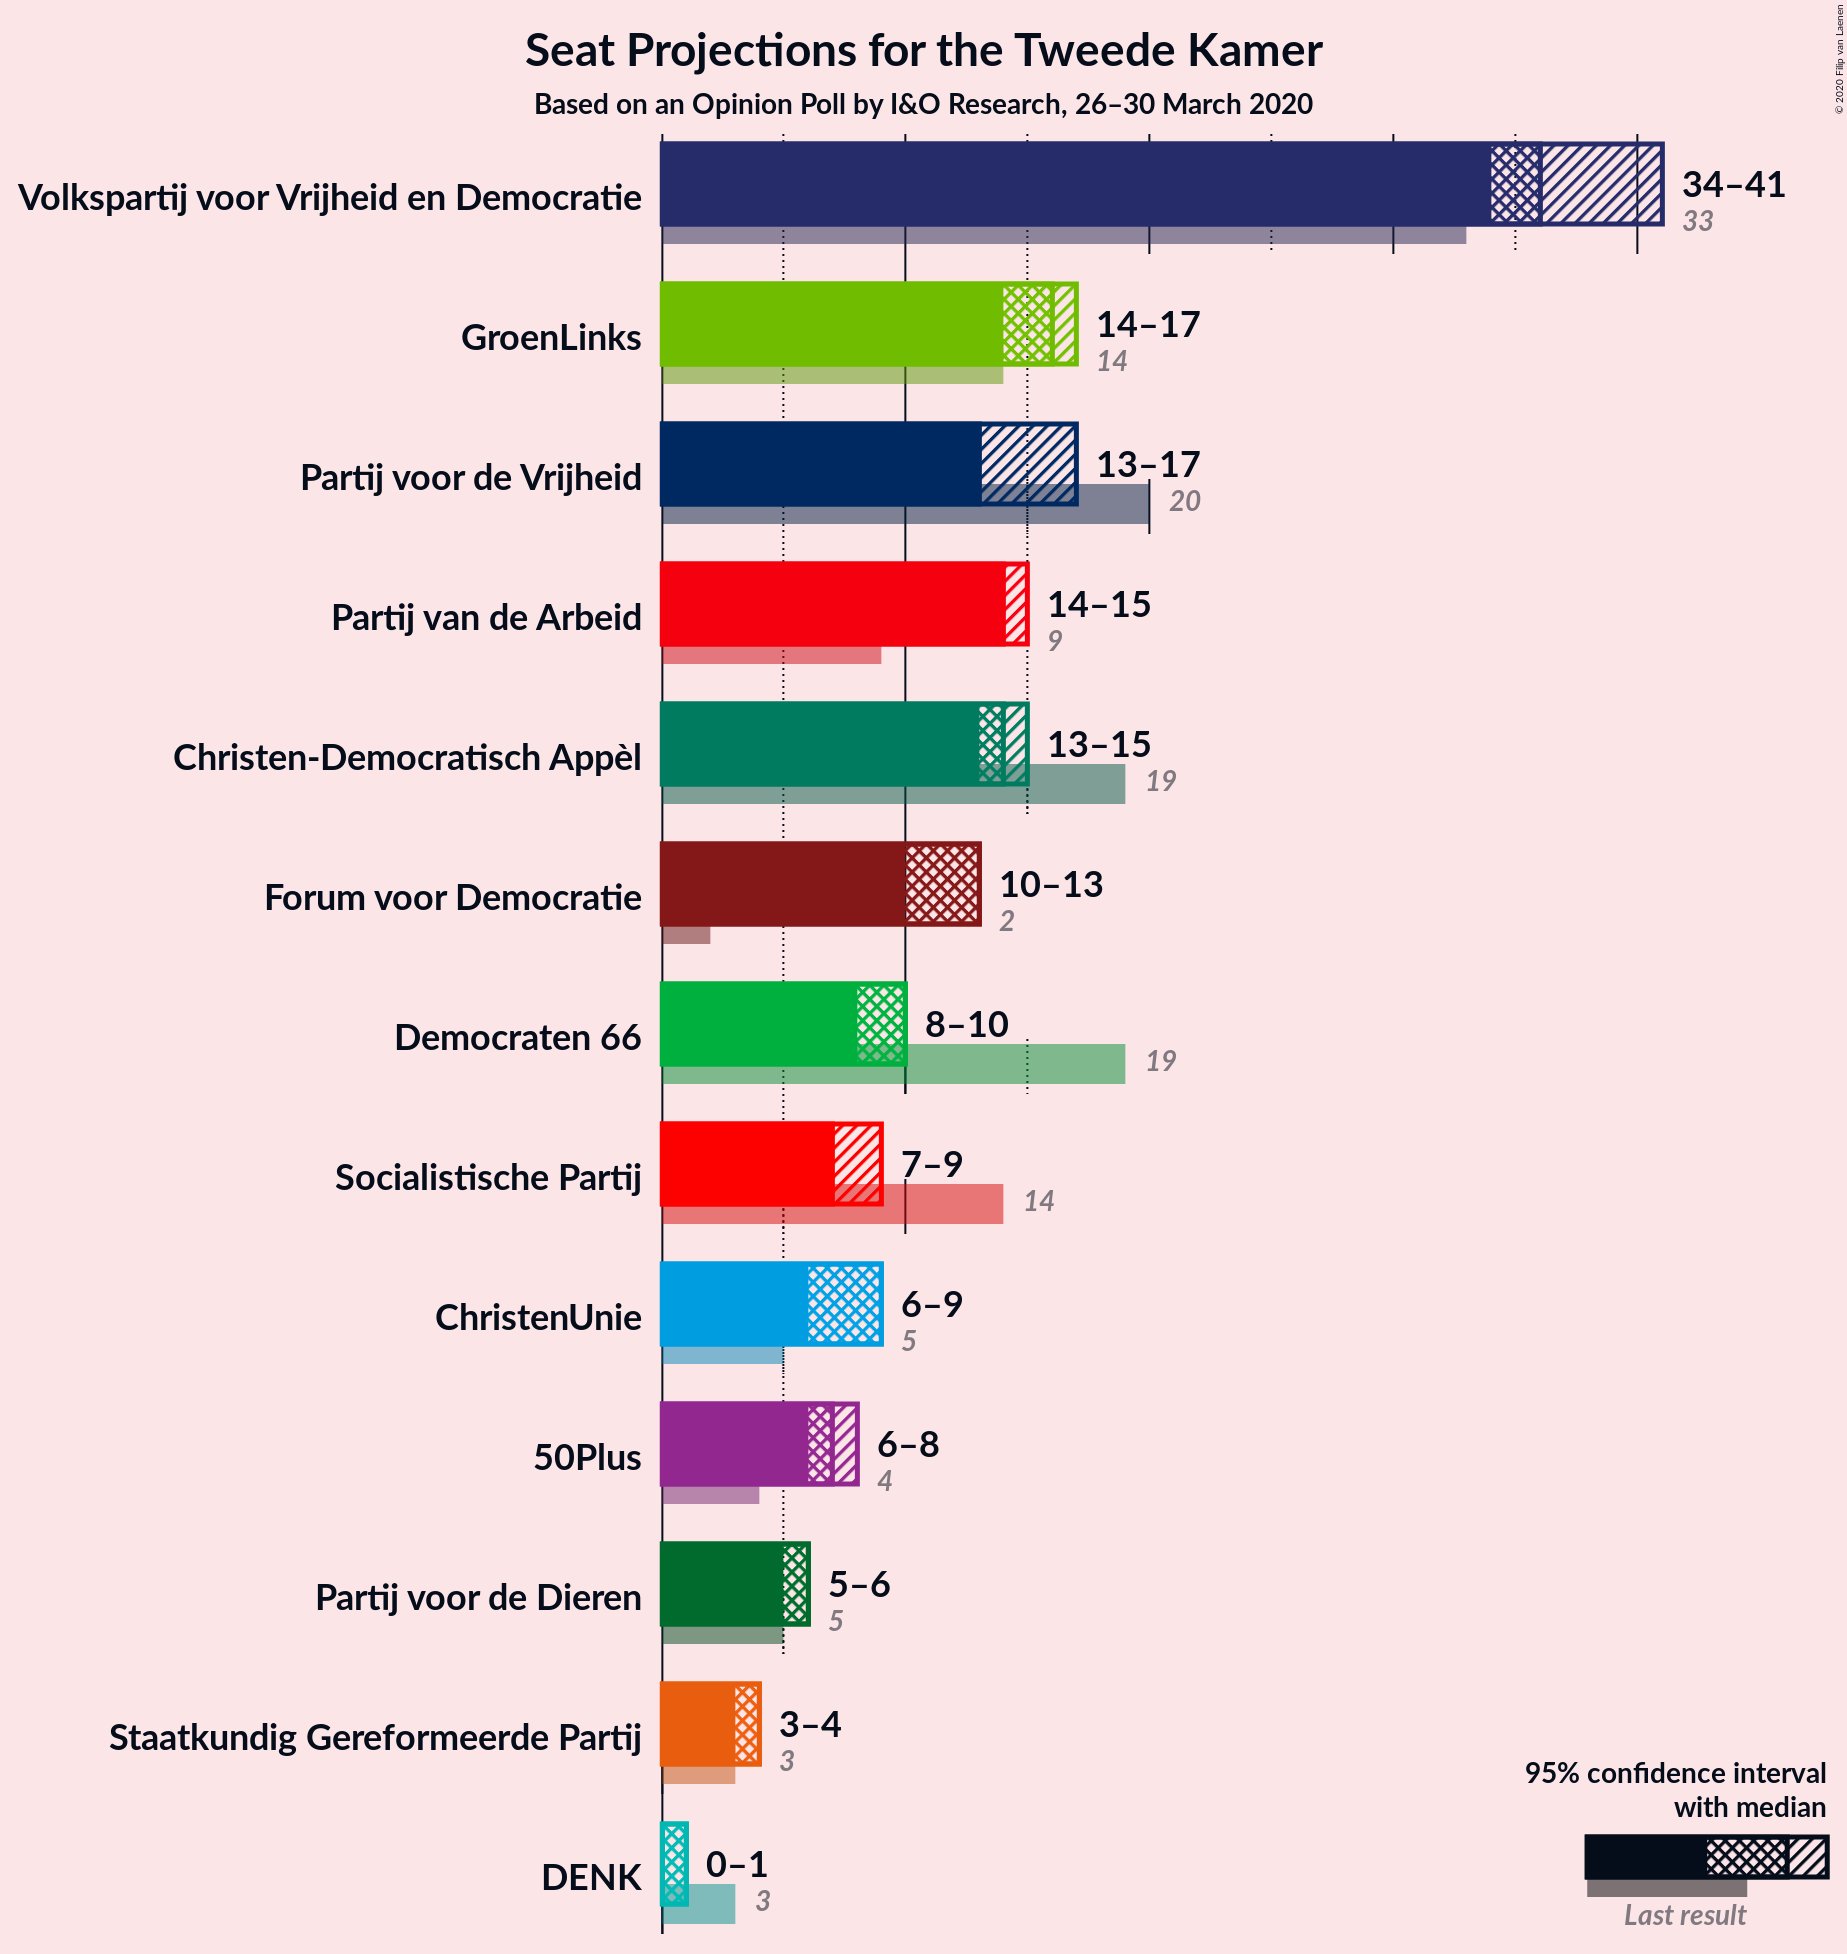 Seat Projections for the Tweede Kamer
Based on an Opinion Poll by I&O Research, 26–30 March 2020
© 2020 Filip van Laenen
Volkspartij voor Vrijheid en Democratie
34–41
33
GroenLinks
14–17
14
Partij voor de Vrijheid
13–17
20
Partij van de Arbeid
14–15
9
Christen-Democratisch Appèl
13–15
19
Forum voor Democratie
10–13
2
Democraten 66
8–10
19
Socialistische Partij
7–9
14
ChristenUnie
6–9
5
50Plus
6–8
4
Partij voor de Dieren
5–6
5
Staatkundig Gereformeerde Partij
3–4
3
DENK
0–1
3
95% confidence interval
with median
Last result